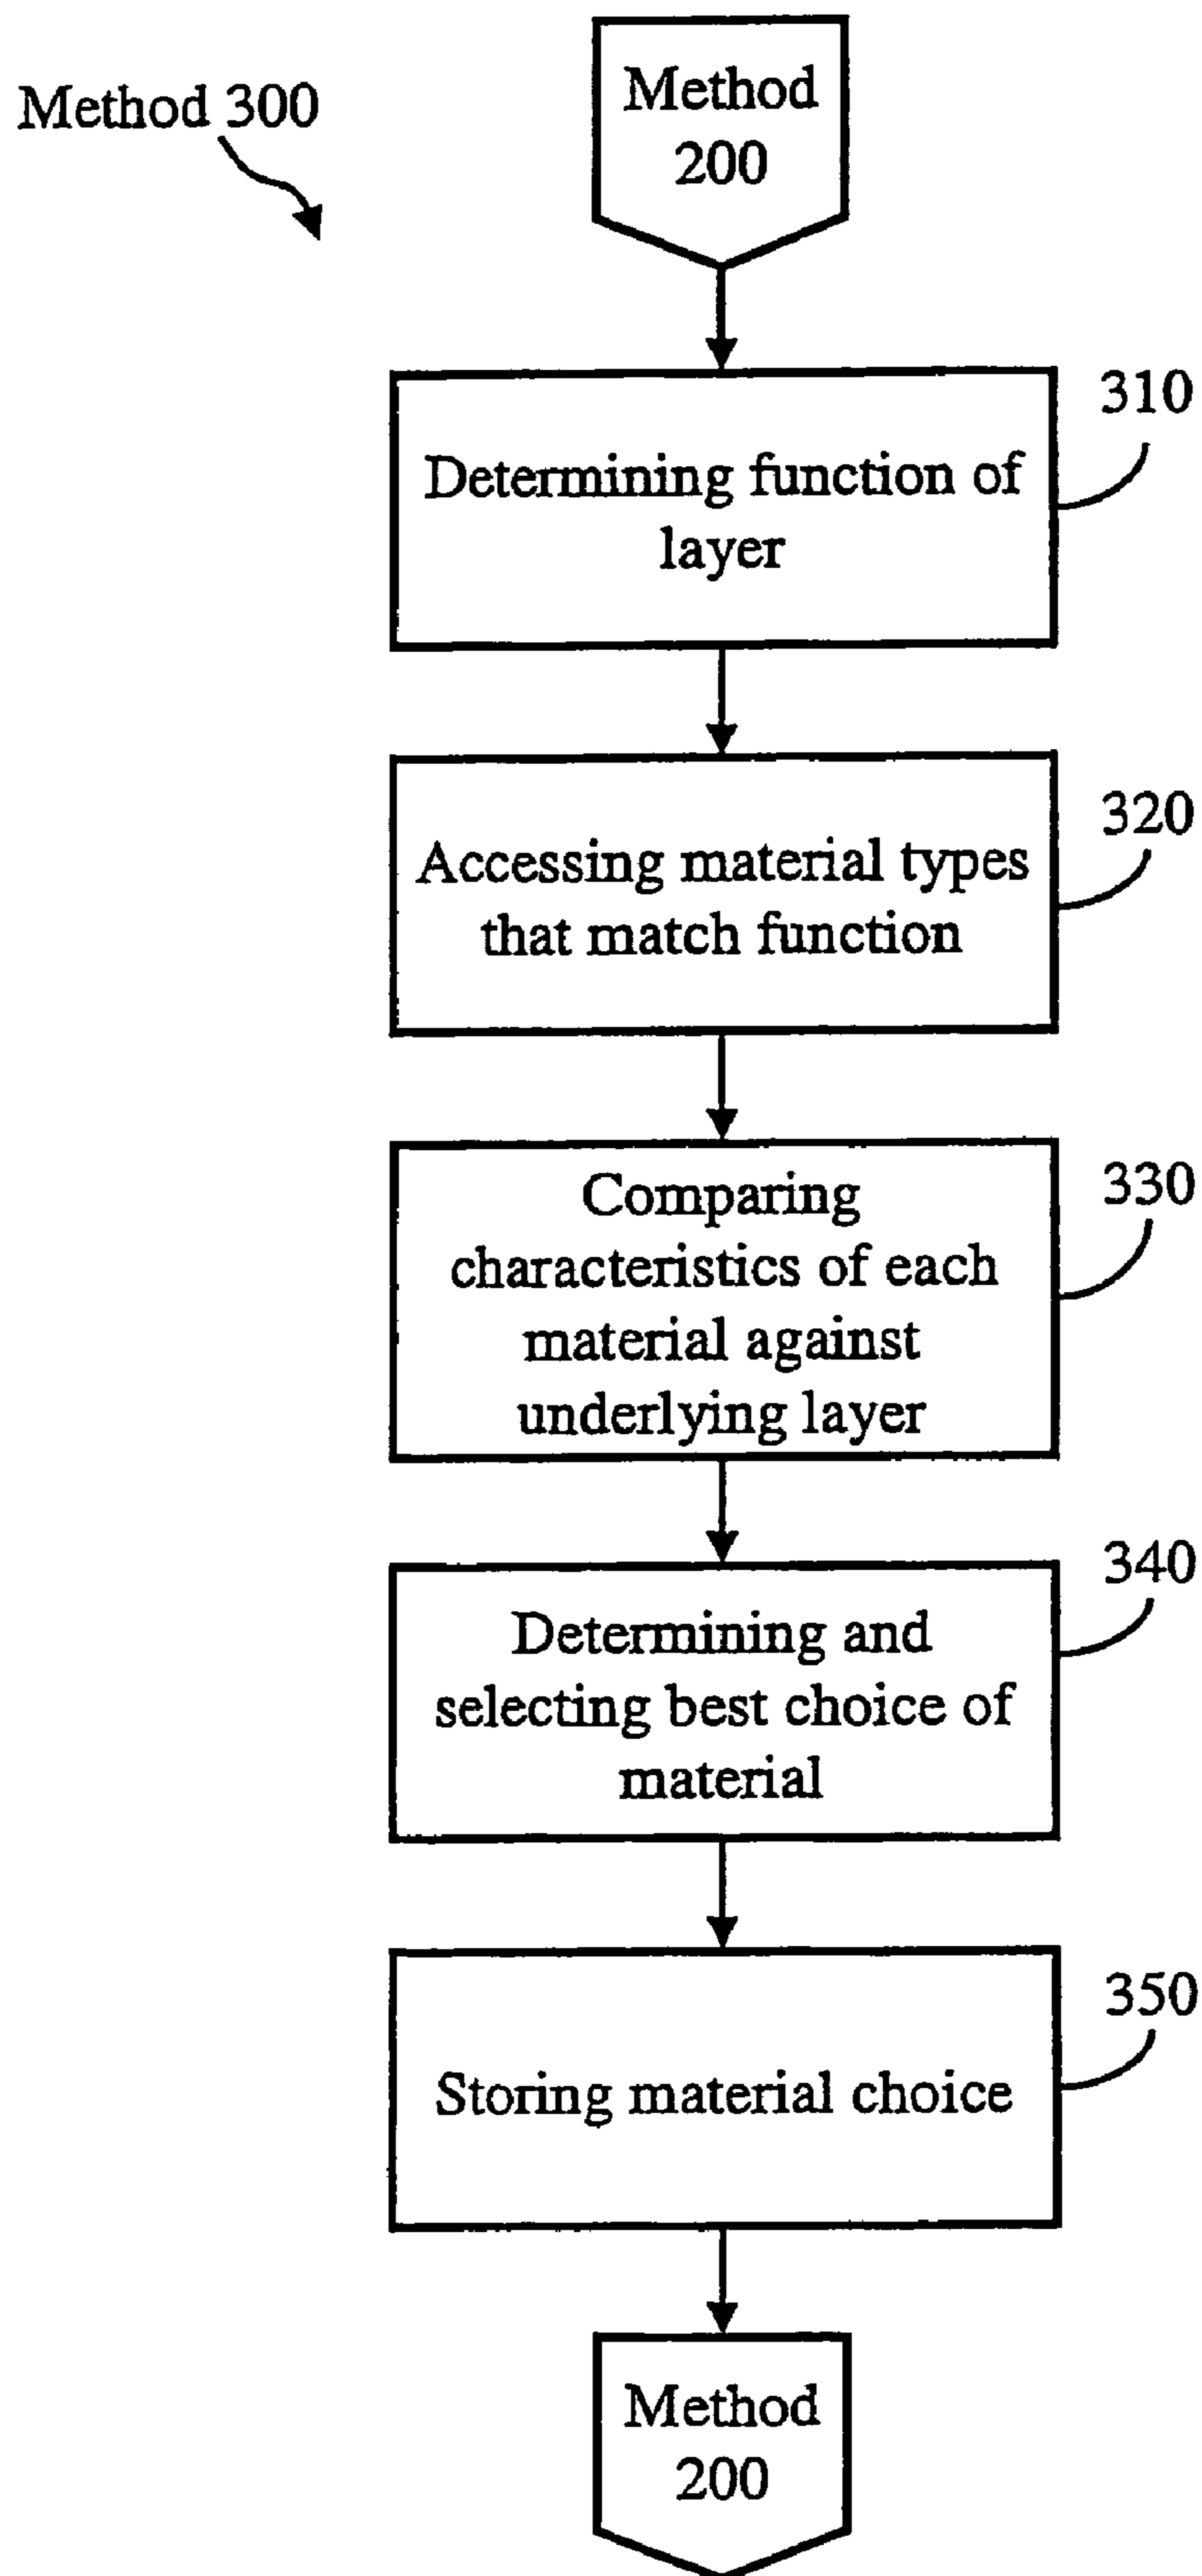 Method 300
Method
200
310
Determining function of
layer
320
Accessing material types
that match function
330
Comparing
characteristics of each
material against
underlying layer
340
Determining and
selecting best choice of
material
350
Storing material choice
Method
200